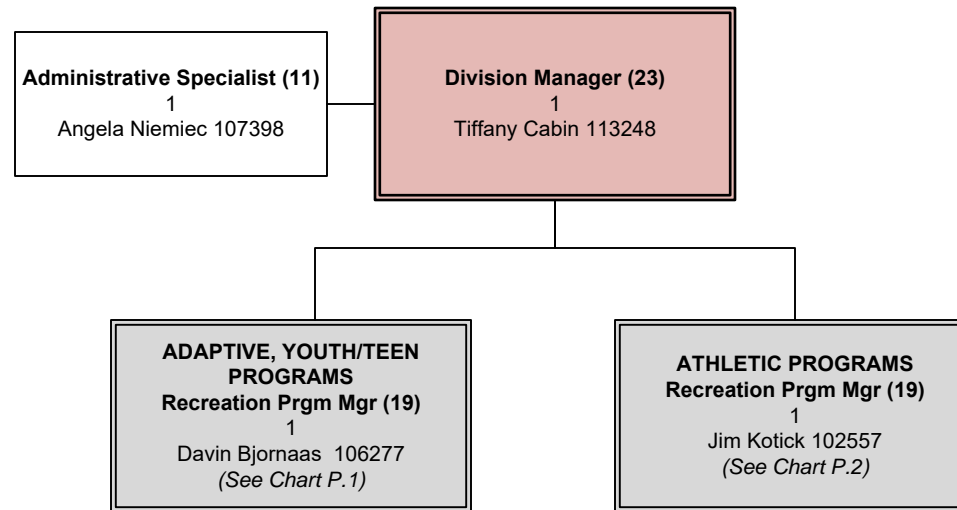 Administrative Specialist (11)
1
Angela Niemiec 107398
Division Manager (23)
1
Tiffany Cabin 113248
ADAPTIVE, YOUTH/TEEN
PROGRAMS
Recreation Prgm Mgr (19)
1
Davin Bjornaas 106277
(See Chart P.1)
ATHLETIC PROGRAMS
Recreation Prgm Mgr (19)
1
Jim Kotick 102557
(See Chart P.2)